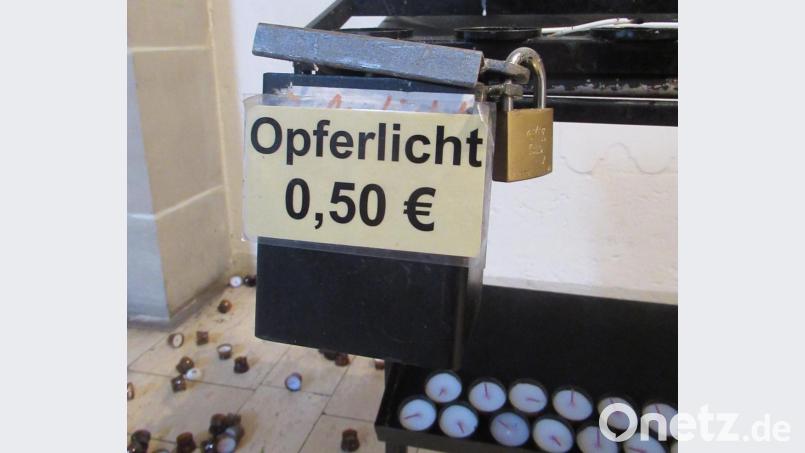 Opferlicht
0,50 €
Onetz.de